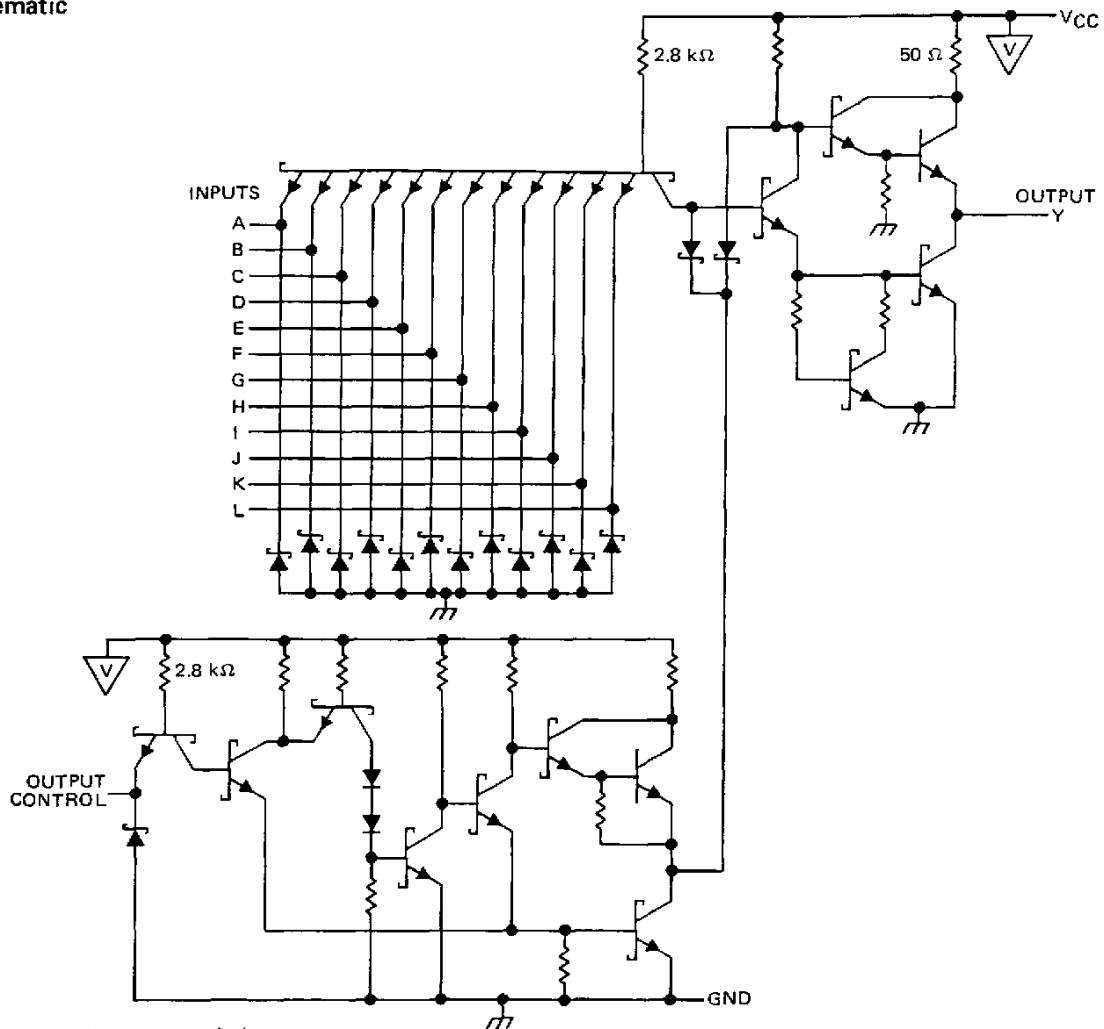 ematic
VCC
V
2.8 kΩ
50 Ω
INPUTS
A
B
C
D
E
F
G
H
I
J
K
L
OUTPUT
Y
V
2.8 kΩ
OUTPUT
CONTROL
GND